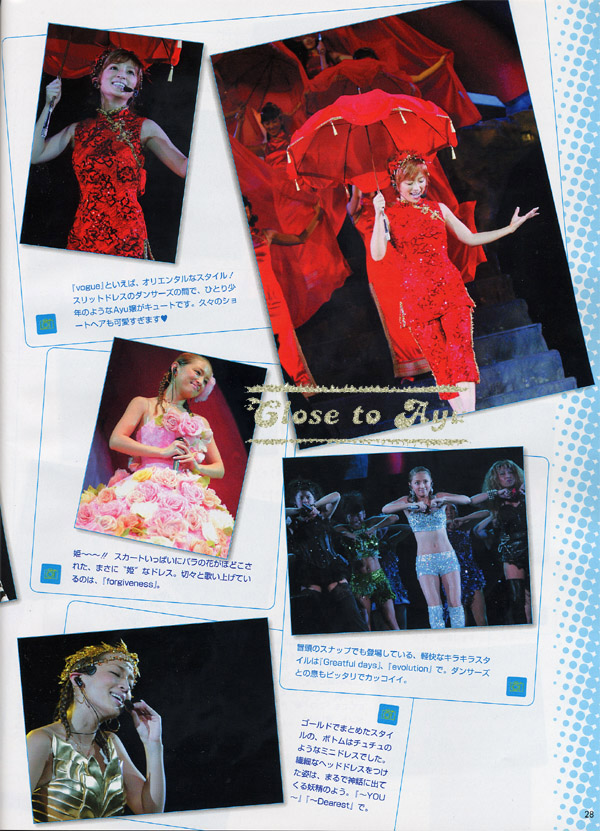 「vogue」といえば、オリエンタルなスタイル！
スリットドレスのダンサーズの間で、ひとり少
年のようなAyu嬢がキュートです。久々のショ
ートヘアも可愛すぎます♥
Close to Ayu
姫〜〜〜!! スカートいっぱいにバラの花がほどこさ
れた、まさに“姫”なドレス。切々と歌い上げてい
るのは、「forgiveness」。
冒頭のスナップでも登場している、軽快なキラキラスタ
イルは「Greatful days」、「evolution」で。ダンサーズ
との息もピッタリでカッコイイ。
ゴールドでまとめたスタイ
ルの、ボトムはチュチュの
ようなミニドレスでした。
繊細なヘッドドレスをつけ
た姿は、まるで神話に出て
くる妖精のよう。「〜YOU
〜」「〜Dearest」で。
28